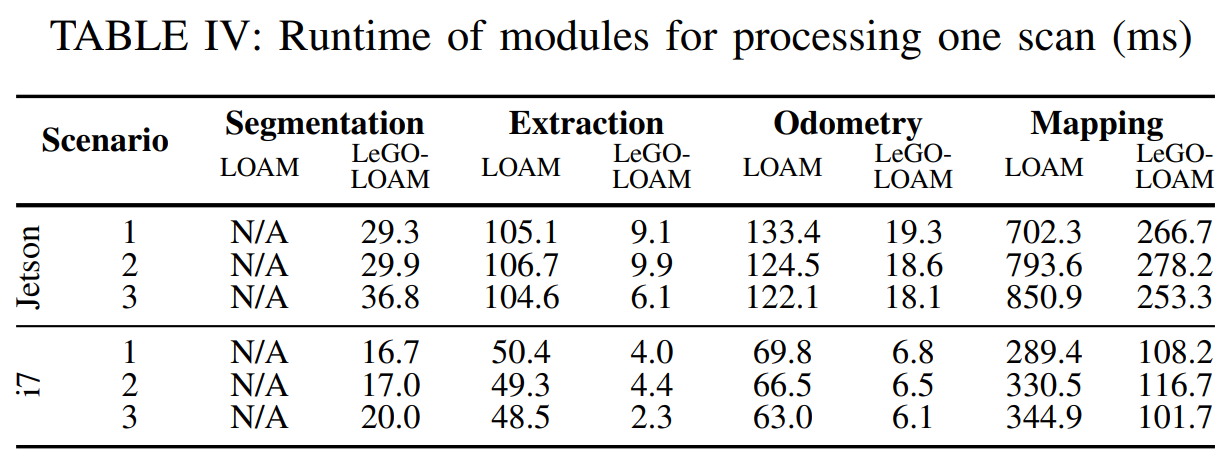 TABLE IV: Runtime of modules for processing one scan (ms)
Scenario Segmentation Extraction Odometry Mapping
LOAM LeGO-LOAM LOAM LeGO-LOAM LOAM LeGO-LOAM LOAM LeGO-LOAM
Jetson
1 N/A 29.3 105.1 9.1 133.4 19.3 702.3 266.7
2 N/A 29.9 106.7 9.9 124.5 18.6 793.6 278.2
3 N/A 36.8 104.6 6.1 122.1 18.1 850.9 253.3
i7
1 N/A 16.7 50.4 4.0 69.8 6.8 289.4 108.2
2 N/A 17.0 49.3 4.4 66.5 6.5 330.5 116.7
3 N/A 20.0 48.5 2.3 63.0 6.1 344.9 101.7